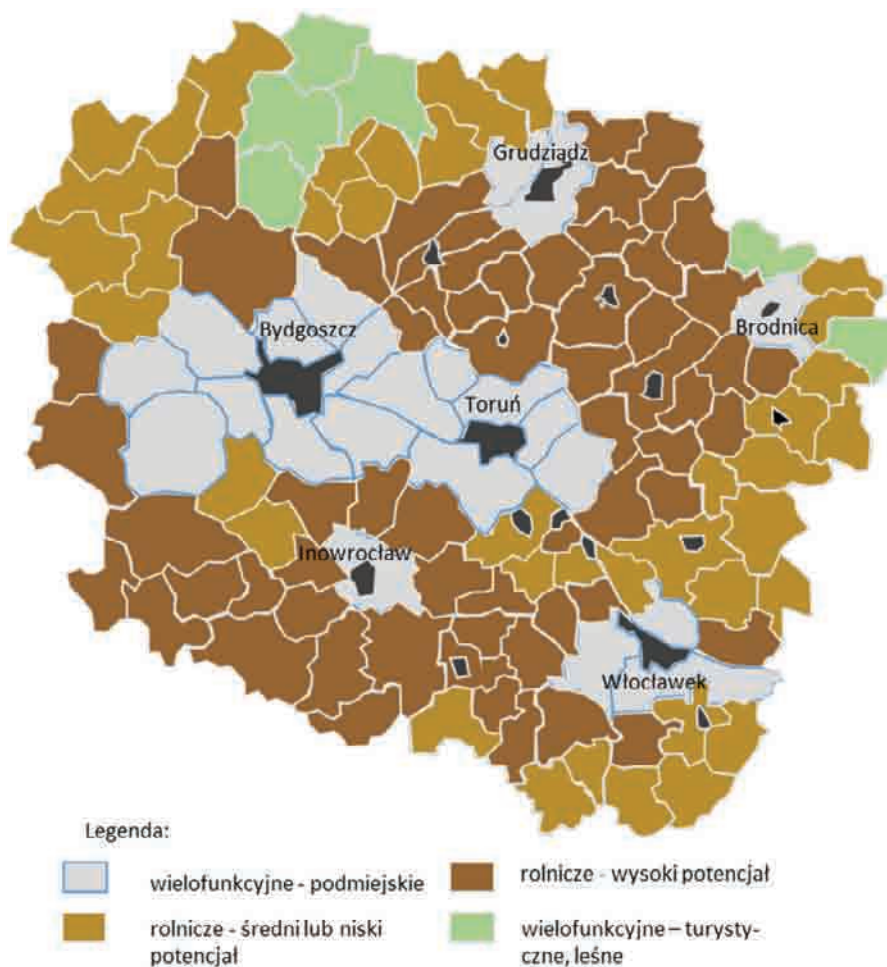 Grudziądz
Bydgoszcz
Brodnica
Toruń
Inowrocław
Włocławek
Legenda:
wielofunkcyjne - podmiejskie
rolnicze - wysoki potencjał
rolnicze - średni lub niski
potencjał
wielofunkcyjne – turysty-
czne, leśne